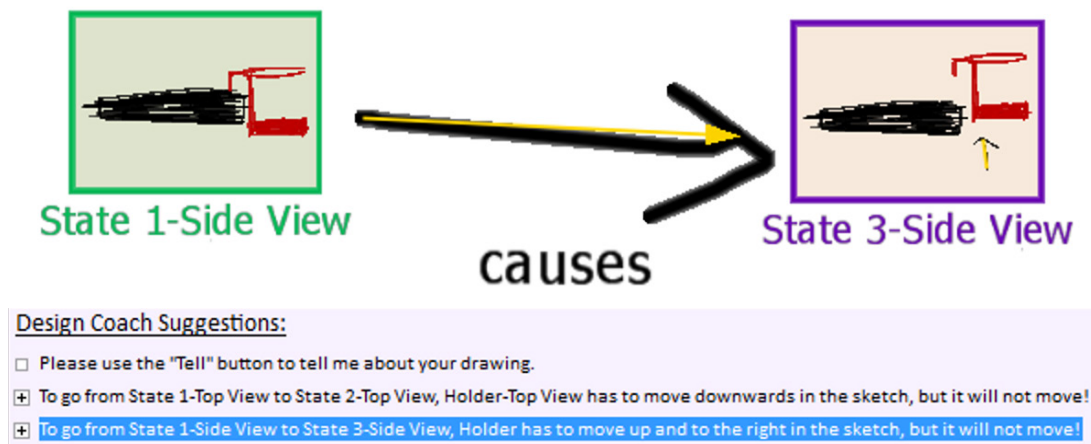 State 1-Side View
State 3-Side View
causes
Design Coach Suggestions:
Please use the "Tell" button to tell me about your drawing.
To go from State 1-Top View to State 2-Top View, Holder-Top View has to move downwards in the sketch, but it will not move!
To go from State 1-Side View to State 3-Side View, Holder has to move up and to the right in the sketch, but it will not move!